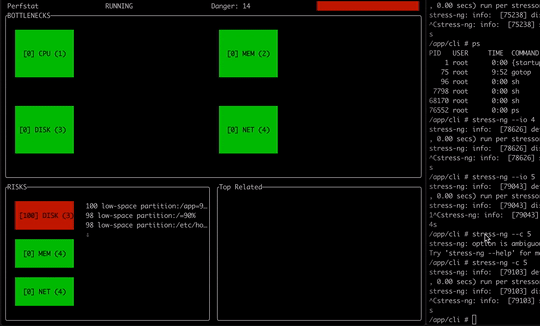 Perfstat RUNNING Danger: 14
BOTTLENECKS
[0] CPU (1) [0] MEM (2)
[0] DISK (3) [0] NET (4)
RISKS
[100] DISK (3)
100 low-space partition:/app=9…
98 low-space partition:/=90%
98 low-space partition:/etc/ho…
s
[0] MEM (4)
[0] NET (4)
Top Related
stress-ng: info: [75238] di
, 0.00 secs) run per stresso
^Cstress-ng: info: [75238] s
s
/app/cli # ps
PID USER TIME COMMAND
1 root 0:00 {startup
75 root 9:52 gotop
96 root 0:00 sh
7798 root 0:00 sh
68170 root 0:00 sh
76552 root 0:00 ps
/app/cli # stress-ng --io 4
stress-ng: info: [78626] di
, 0.00 secs) run per stresso
stress-ng: info: [78626] di
^Cstress-ng: info: [78626] s
s
/app/cli # stress-ng --io 5
stress-ng: info: [79043] di
, 0.00 secs) run per stresso
stress-ng: info: [79043] di
1^Cstress-ng: info: [79043]
4s
/app/cli # stress-ng --c 5
stress-ng: option is ambiguou
Try 'stress-ng --help' for m
/app/cli # stress-ng -c 5
stress-ng: info: [79103] di
, 0.00 secs) run per stresso
stress-ng: info: [79103] di
^Cstress-ng: info: [79103] s
s
/app/cli #